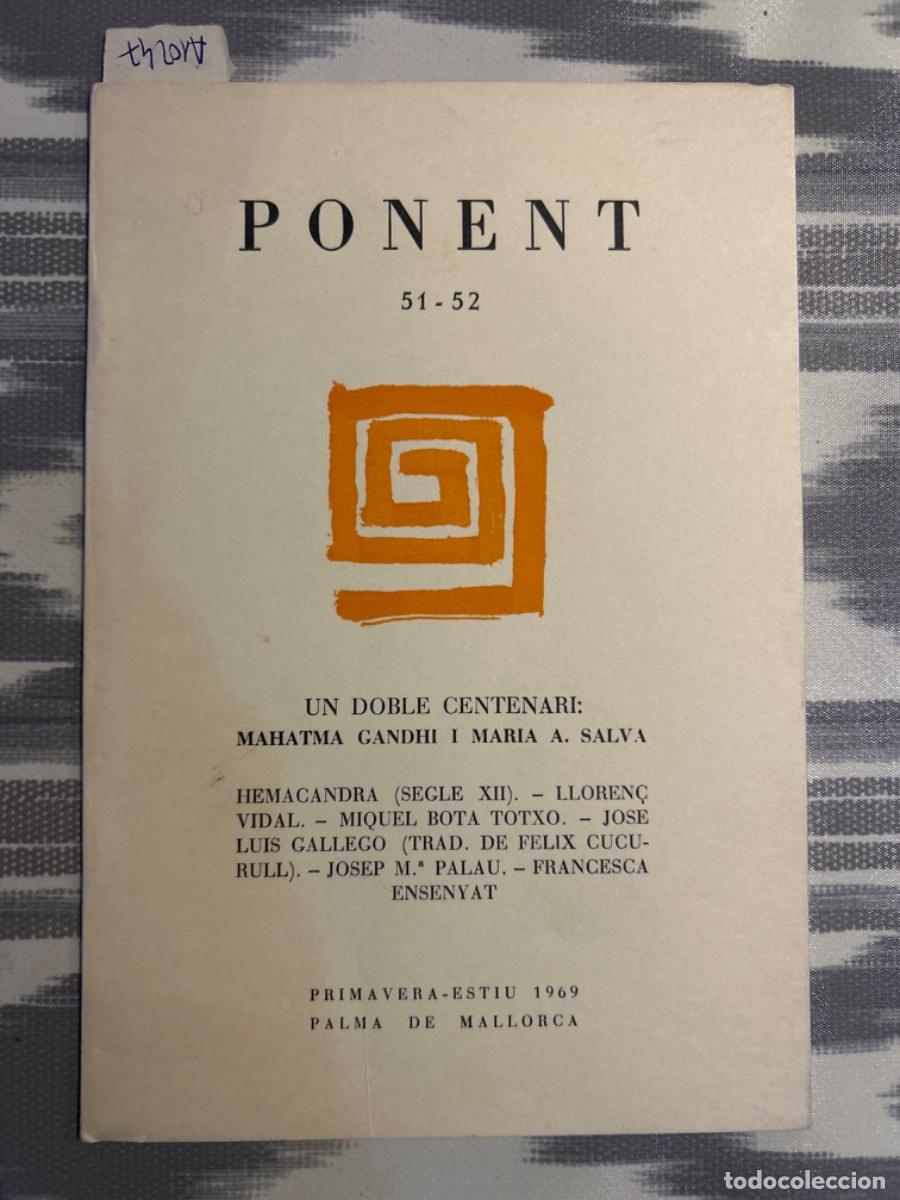 A10247
PONENT
51 - 52
UN DOBLE CENTENARI:
MAHATMA GANDHI I MARIA A. SALVA
HEMACANDRA (SEGLE XII). – LLORENÇ
VIDAL. – MIQUEL BOTA TOTXO. – JOSE
LUIS GALLEGO (TRAD. DE FELIX CUCU-
RULL). – JOSEP M.ª PALAU. – FRANCESCA
ENSENYAT
PRIMAVERA-ESTIU 1969
PALMA DE MALLORCA
todocoleccion